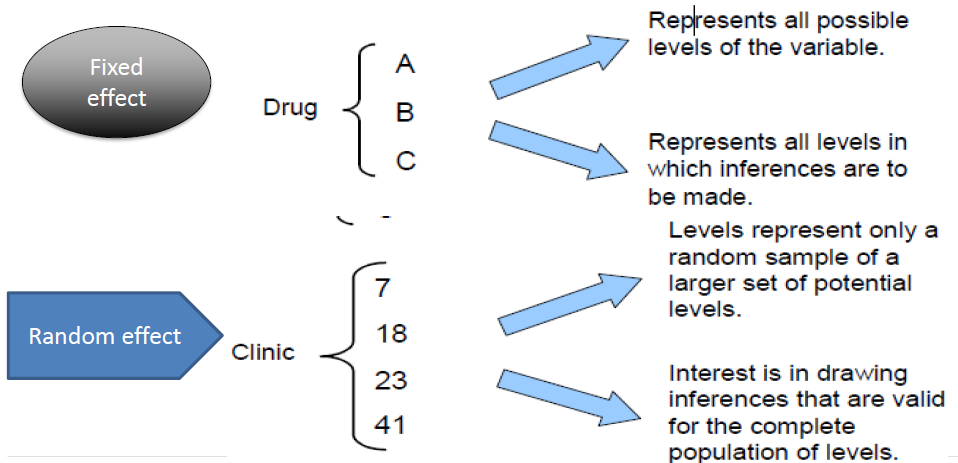 Fixed
effect
Drug
A
B
C
Represents all possible
levels of the variable.
Represents all levels in
which inferences are to
be made.
Random effect
Clinic
7
18
23
41
Levels represent only a
random sample of a
larger set of potential
levels.
Interest is in drawing
inferences that are valid
for the complete
population of levels.